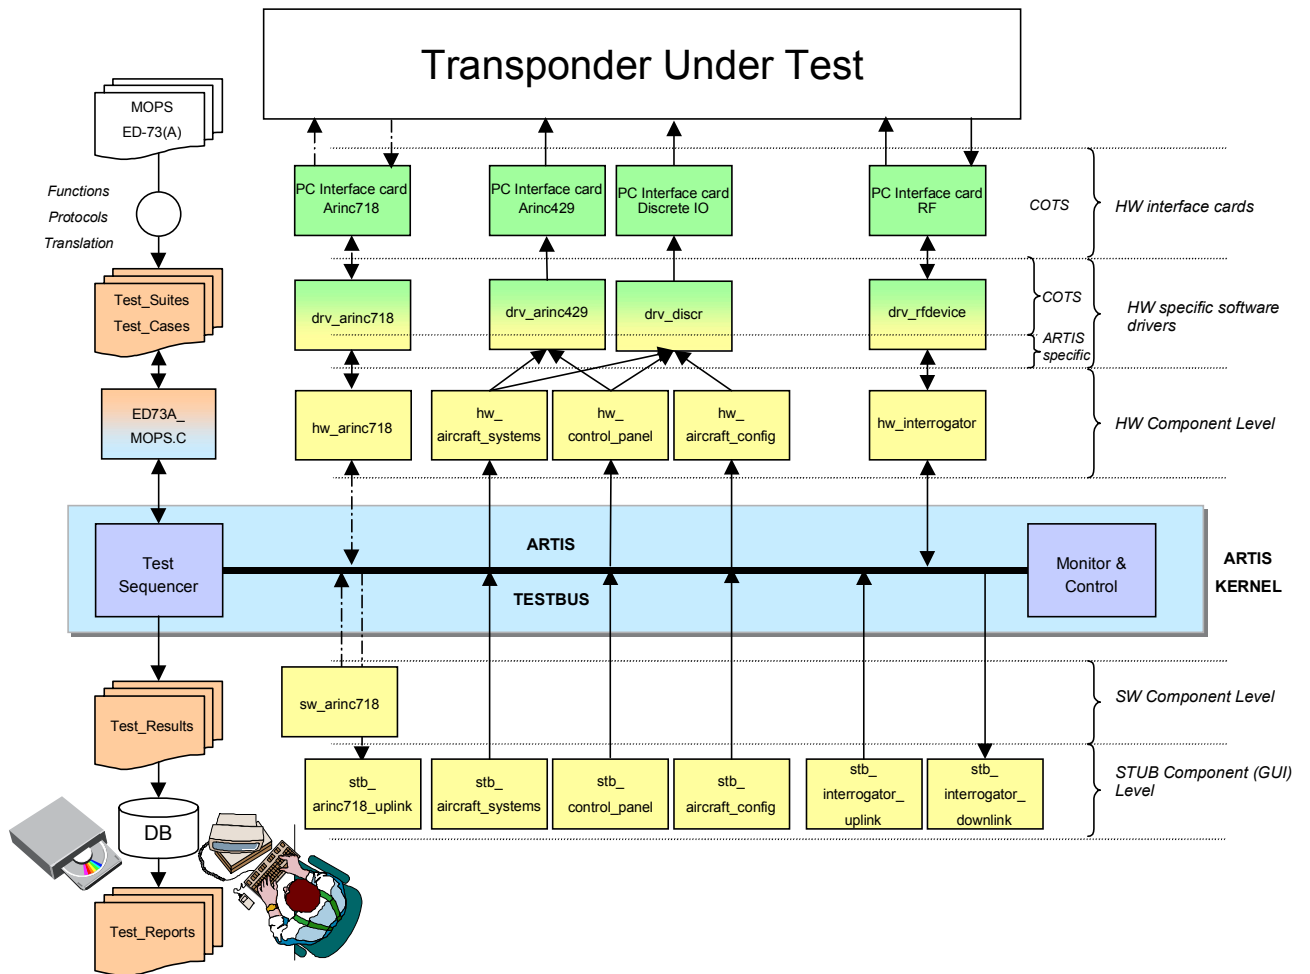 Transponder Under Test
MOPS
ED-73(A)
Functions
Protocols
Translation
PC Interface card
Arinc718
PC Interface card
Arinc429
PC Interface card
Discrete IO
PC Interface card
RF
COTS
HW interface cards
Test_Suites
Test_Cases
drv_arinc718
drv_arinc429
drv_discr
drv_rfdevice
COTS
ARTIS
specific
HW specific software
drivers
ED73A_
MOPS.C
hw_arinc718
hw_
aircraft_systems
hw_
control_panel
hw_
aircraft_config
hw_interrogator
HW Component Level
Test
Sequencer
ARTIS
TESTBUS
Monitor &
Control
ARTIS
KERNEL
Test_Results
sw_arinc718
SW Component Level
stb_
arinc718_uplink
stb_
aircraft_systems
stb_
control_panel
stb_
aircraft_config
stb_
interrogator_
uplink
stb_
interrogator_
downlink
STUB Component (GUI)
Level
DB
Test_Reports